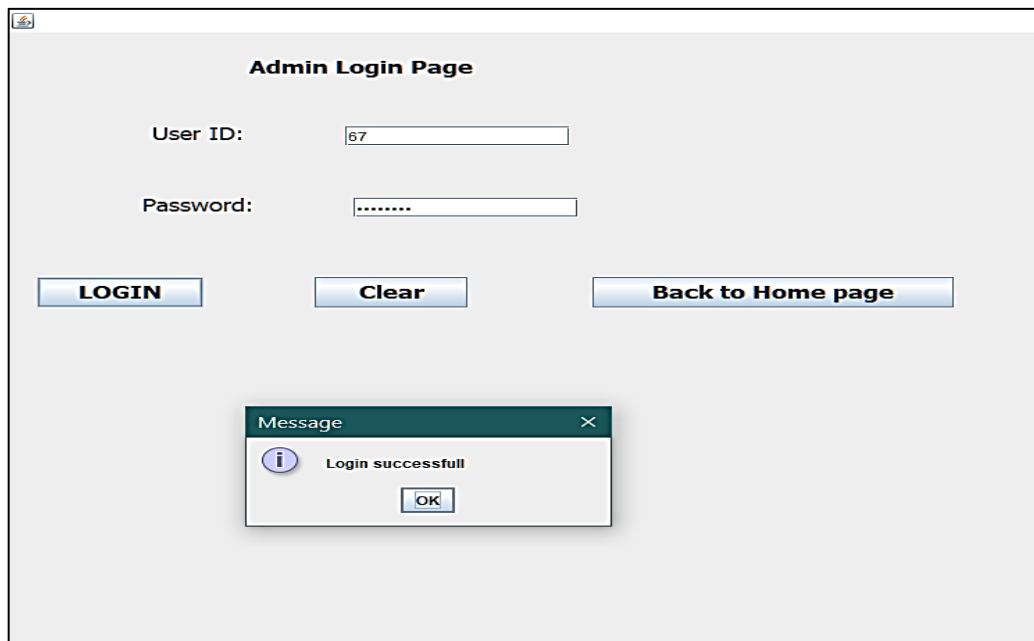 Admin Login Page
User ID: 67
Password: ••••••••
LOGIN Clear Back to Home page
Message
Login successfull
OK